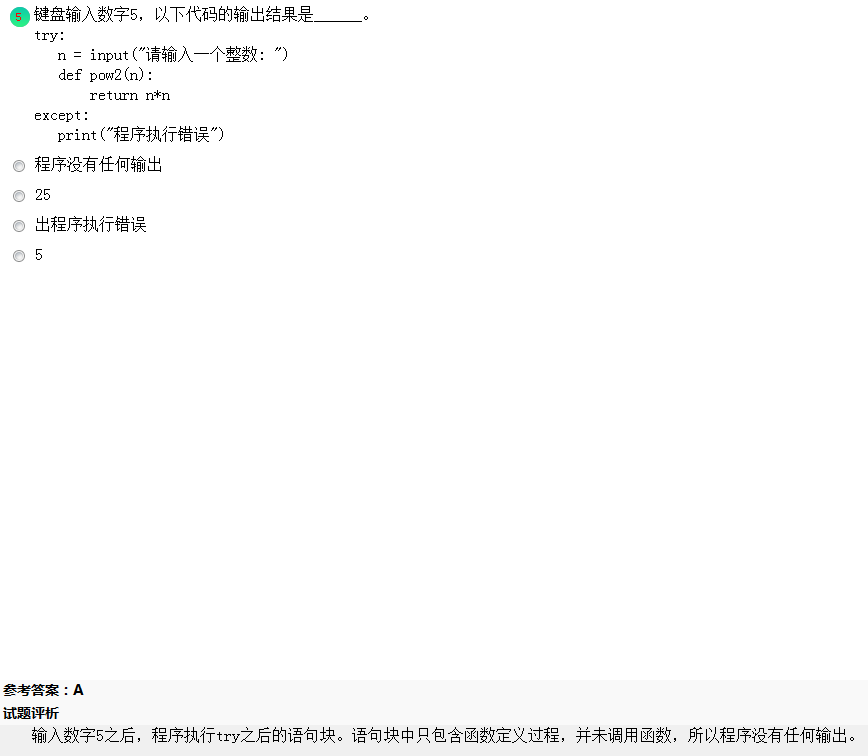 5 键盘输入数字5，以下代码的输出结果是______。
try:
n = input("请输入一个整数: ")
def pow2(n):
return n*n
except:
print("程序执行错误")
程序没有任何输出
25
出程序执行错误
5
参考答案：A
试题评析
输入数字5之后，程序执行try之后的语句块。语句块中只包含函数定义过程，并未调用函数，所以程序没有任何输出。